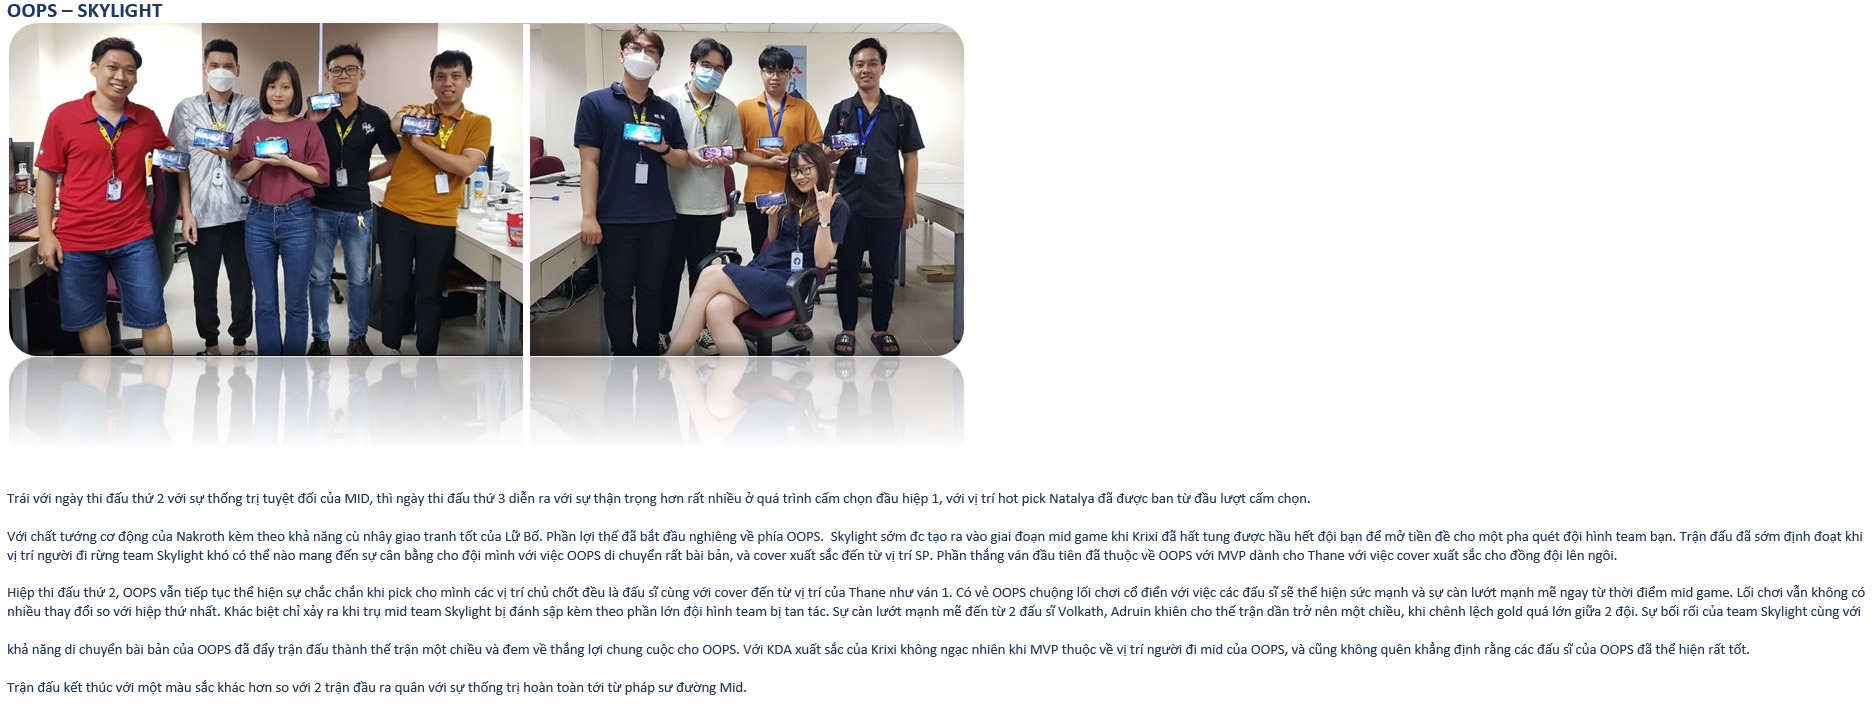 OOPS – SKYLIGHT
Trái với ngày thi đấu thứ 2 với sự thống trị tuyệt đối của MID, thì ngày thi đấu thứ 3 diễn ra với sự thận trọng hơn rất nhiều ở quá trình cấm chọn đầu hiệp 1, với vị trí hot pick Natalya đã được ban từ đầu lượt cấm chọn.
Với chất tướng cơ động của Nakroth kèm theo khả năng cù nhây giao tranh tốt của Lữ Bố. Phần lợi thế đã bắt đầu nghiêng về phía OOPS. Skylight sớm đc tạo ra vào giai đoạn mid game khi Krixi đã hất tung được hầu hết đội bạn để mở tiền đề cho một pha quét đội hình team bạn. Trận đấu đã sớm định đoạt khi
vị trí người đi rừng team Skylight khó có thể nào mang đến sự cân bằng cho đội mình với việc OOPS di chuyển rất bài bản, và cover xuất sắc đến từ vị trí SP. Phần thắng ván đầu tiên đã thuộc về OOPS với MVP dành cho Thane với việc cover xuất sắc cho đồng đội lên ngôi.
Hiệp thi đấu thứ 2, OOPS vẫn tiếp tục thể hiện sự chắc chắn khi pick cho mình các vị trí chủ chốt đều là đấu sĩ cùng với cover đến từ vị trí của Thane như ván 1. Có vẻ OOPS chuộng lối chơi cổ điển với việc các đấu sĩ sẽ thể hiện sức mạnh và sự càn lướt mạnh mẽ ngay từ thời điểm mid game. Lối chơi vẫn không có
nhiều thay đổi so với hiệp thứ nhất. Khác biệt chỉ xảy ra khi trụ mid team Skylight bị đánh sập kèm theo phần lớn đội hình team bị tan tác. Sự càn lướt mạnh mẽ đến từ 2 đấu sĩ Volkath, Adruin khiên cho thế trận dần trở nên một chiều, khi chênh lệch gold quá lớn giữa 2 đội. Sự bối rối của team Skylight cùng với
khả năng di chuyển bài bản của OOPS đã đẩy trận đấu thành thế trận một chiều và đem về thắng lợi chung cuộc cho OOPS. Với KDA xuất sắc của Krixi không ngạc nhiên khi MVP thuộc về vị trí người đi mid của OOPS, và cũng không quên khẳng định rằng các đấu sĩ của OOPS đã thể hiện rất tốt.
Trận đấu kết thúc với một màu sắc khác hơn so với 2 trận đầu ra quân với sự thống trị hoàn toàn tới từ pháp sư đường Mid.